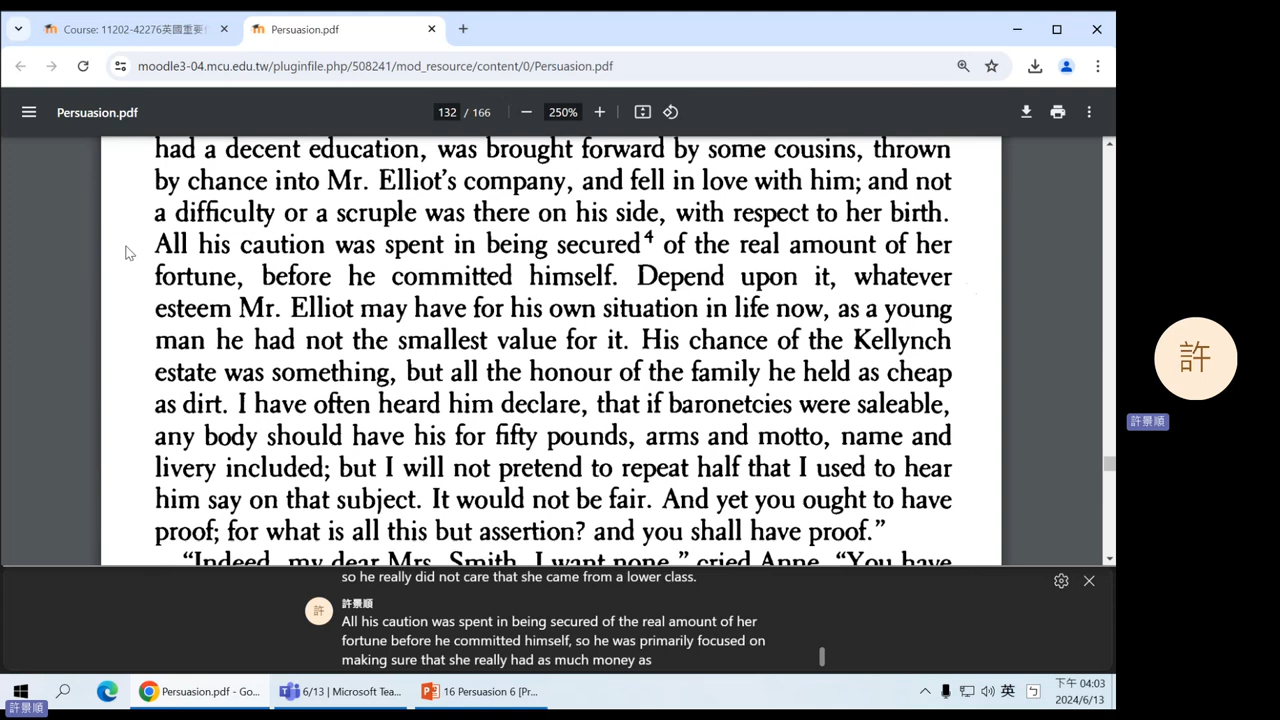 Course: 11202-42276英國重要
Persuasion.pdf
moodle3-04.mcu.edu.tw/pluginfile.php/508241/mod_resource/content/0/Persuasion.pdf
Persuasion.pdf
132 / 166
250%
had a decent education, was brought forward by some cousins, thrown
by chance into Mr. Elliot's company, and fell in love with him; and not
a difficulty or a scruple was there on his side, with respect to her birth.
All his caution was spent in being secured⁴ of the real amount of her
fortune, before he committed himself. Depend upon it, whatever
esteem Mr. Elliot may have for his own situation in life now, as a young
man he had not the smallest value for it. His chance of the Kellynch
estate was something, but all the honour of the family he held as cheap
as dirt. I have often heard him declare, that if baronetcies were saleable,
any body should have his for fifty pounds, arms and motto, name and
livery included; but I will not pretend to repeat half that I used to hear
him say on that subject. It would not be fair. And yet you ought to have
proof; for what is all this but assertion? and you shall have proof."
"Indeed, my dear Mrs. Smith, I want none," cried Anne. "You have
so he really did not care that she came from a lower class.
許
許景順
All his caution was spent in being secured of the real amount of her
fortune before he committed himself, so he was primarily focused on
making sure that she really had as much money as
許
許景順
Persuasion.pdf - Go...
6/13 | Microsoft Tea...
16 Persuasion 6 [Pr...
英
下午 04:03
2024/6/13
許景順